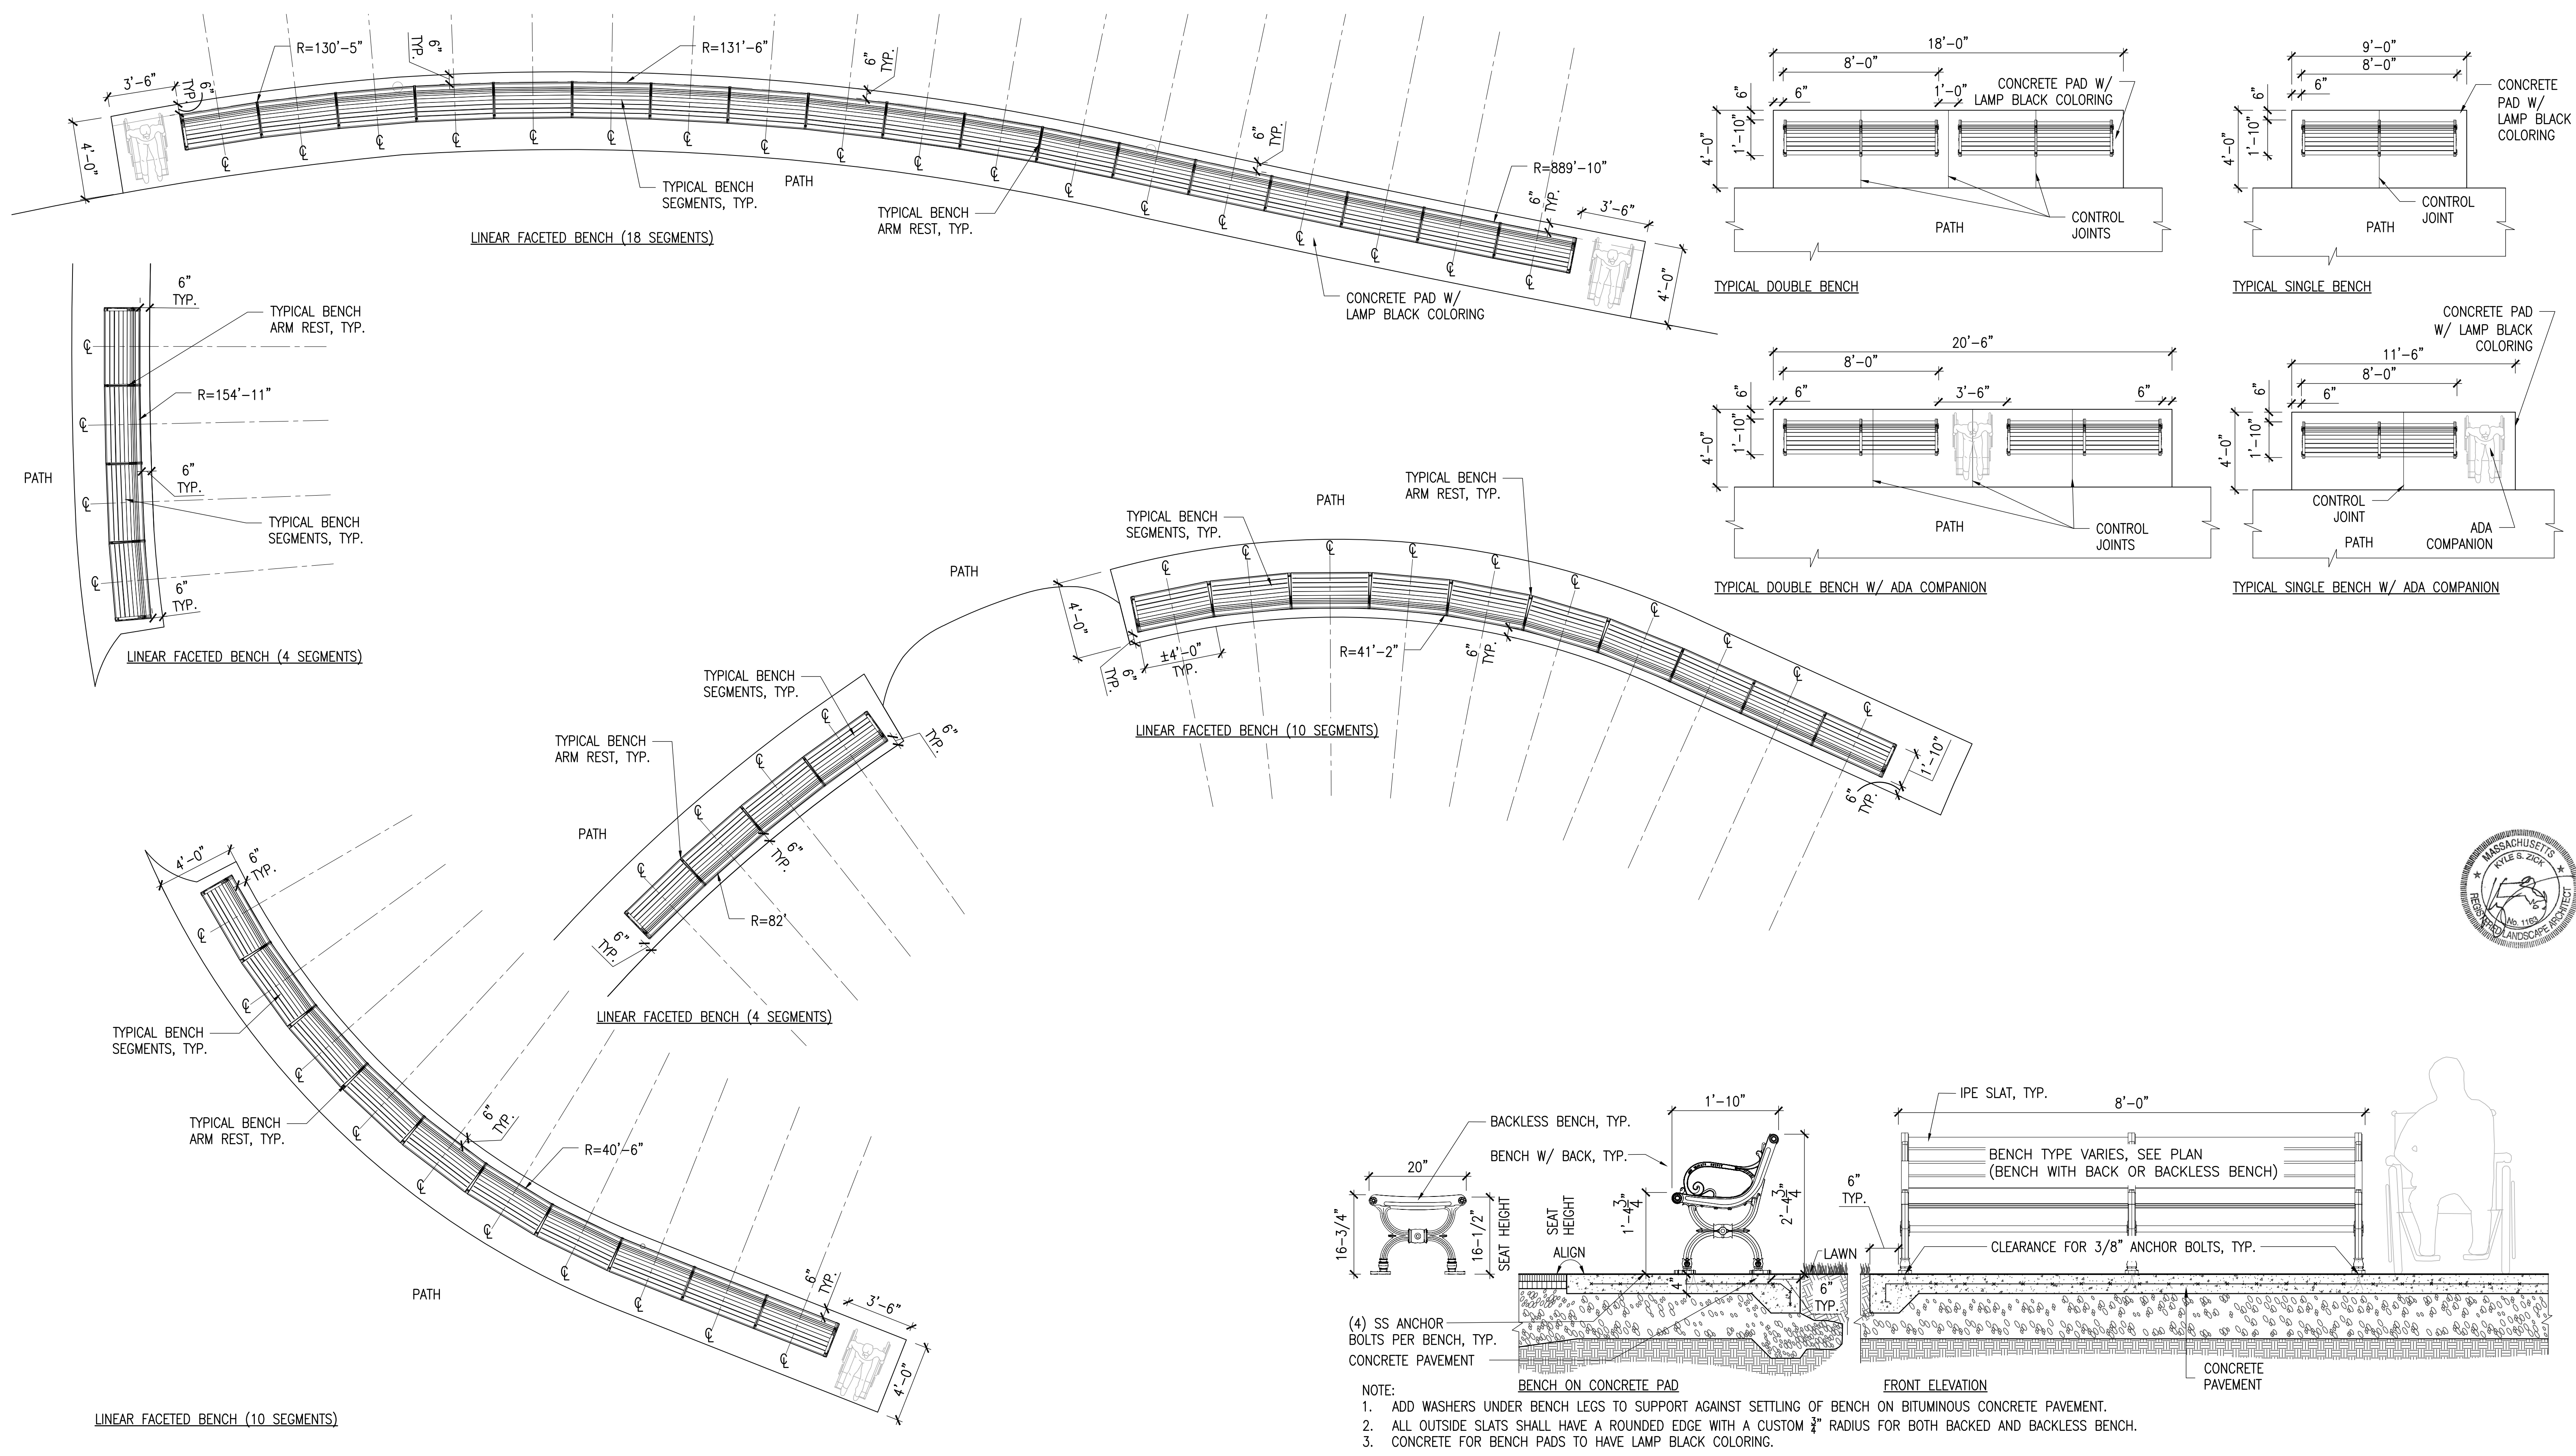 R=130'-5"
6"
TYP.
R=131'-6"
6"
TYP.
3'-6"
6"
TYP.
4'-0"
℄ ℄ ℄ ℄ ℄ ℄ ℄ ℄ ℄ ℄ ℄ ℄ ℄ ℄ ℄ ℄ ℄ ℄
PATH
6"
TYP.
R=889'-10"
6"
TYP.
3'-6"
4'-0"
TYPICAL BENCH
SEGMENTS, TYP.
TYPICAL BENCH
ARM REST, TYP.
CONCRETE PAD W/
LAMP BLACK COLORING
LINEAR FACETED BENCH (18 SEGMENTS)
18'-0"
8'-0"
6"
1'-0"
CONCRETE PAD W/
LAMP BLACK COLORING
6"
1'-10"
4'-0"
PATH
CONTROL
JOINTS
TYPICAL DOUBLE BENCH
9'-0"
8'-0"
6"
CONCRETE
PAD W/
LAMP BLACK
COLORING
6"
1'-10"
4'-0"
CONTROL
JOINT
PATH
TYPICAL SINGLE BENCH
20'-6"
8'-0"
6"
3'-6"
6"
6"
1'-10"
4'-0"
PATH
CONTROL
JOINTS
TYPICAL DOUBLE BENCH W/ ADA COMPANION
CONCRETE PAD
W/ LAMP BLACK
COLORING
11'-6"
8'-0"
6"
6"
1'-10"
4'-0"
CONTROL
JOINT
PATH
ADA
COMPANION
TYPICAL SINGLE BENCH W/ ADA COMPANION
6"
TYP.
TYPICAL BENCH
ARM REST, TYP.
R=154'-11"
PATH
6"
TYP.
TYPICAL BENCH
SEGMENTS, TYP.
6"
TYP.
℄ ℄ ℄ ℄
LINEAR FACETED BENCH (4 SEGMENTS)
PATH
PATH
TYPICAL BENCH
SEGMENTS, TYP.
TYPICAL BENCH
ARM REST, TYP.
4'-0"
6"
TYP.
±4'-0"
TYP.
R=41'-2"
6"
TYP.
1'-10"
6"
TYP.
℄ ℄ ℄ ℄ ℄ ℄ ℄ ℄ ℄ ℄
LINEAR FACETED BENCH (10 SEGMENTS)
TYPICAL BENCH
SEGMENTS, TYP.
TYPICAL BENCH
ARM REST, TYP.
6"
TYP.
PATH
6"
TYP.
R=82'
6"
TYP.
℄ ℄ ℄ ℄
LINEAR FACETED BENCH (4 SEGMENTS)
4'-0"
6"
TYP.
TYPICAL BENCH
SEGMENTS, TYP.
TYPICAL BENCH
ARM REST, TYP.
6"
TYP.
R=40'-6"
PATH
6"
TYP.
3'-6"
4'-0"
℄ ℄ ℄ ℄ ℄ ℄ ℄ ℄ ℄ ℄
LINEAR FACETED BENCH (10 SEGMENTS)
MASSACHUSETTS
KYLE S. ZICK
No. 1163
REGISTERED LANDSCAPE ARCHITECT
BACKLESS BENCH, TYP.
BENCH W/ BACK, TYP.
20"
16-3/4"
16-1/2"
SEAT HEIGHT
SEAT
HEIGHT
ALIGN
1'-10"
1'-4 3/4"
2'-4 3/4"
4"
LAWN
6"
TYP.
(4) SS ANCHOR
BOLTS PER BENCH, TYP.
CONCRETE PAVEMENT
BENCH ON CONCRETE PAD
IPE SLAT, TYP.
8'-0"
BENCH TYPE VARIES, SEE PLAN
(BENCH WITH BACK OR BACKLESS BENCH)
6"
TYP.
CLEARANCE FOR 3/8" ANCHOR BOLTS, TYP.
CONCRETE
PAVEMENT
FRONT ELEVATION
NOTE:
1. ADD WASHERS UNDER BENCH LEGS TO SUPPORT AGAINST SETTLING OF BENCH ON BITUMINOUS CONCRETE PAVEMENT.
2. ALL OUTSIDE SLATS SHALL HAVE A ROUNDED EDGE WITH A CUSTOM 3/4" RADIUS FOR BOTH BACKED AND BACKLESS BENCH.
3. CONCRETE FOR BENCH PADS TO HAVE LAMP BLACK COLORING.